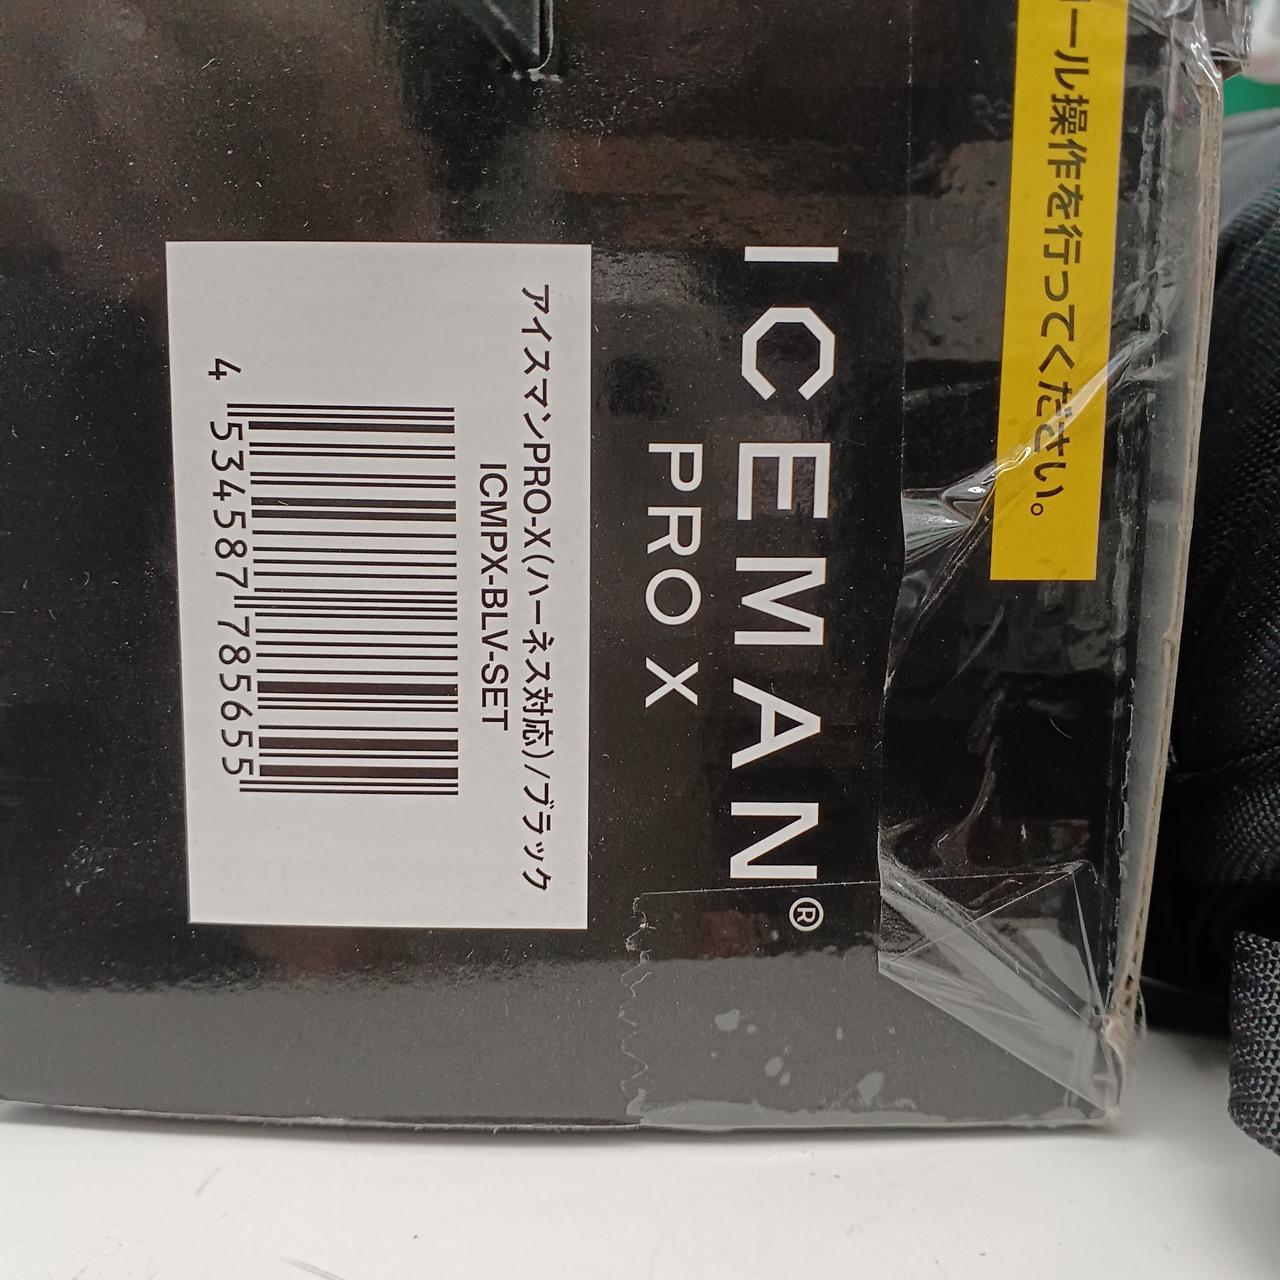 ール操作を行ってください。
ICEMAN®
PRO X
アイスマンPRO-X(ハーネス対応)/ブラック
ICMPX-BLV-SET
4 534587 785655